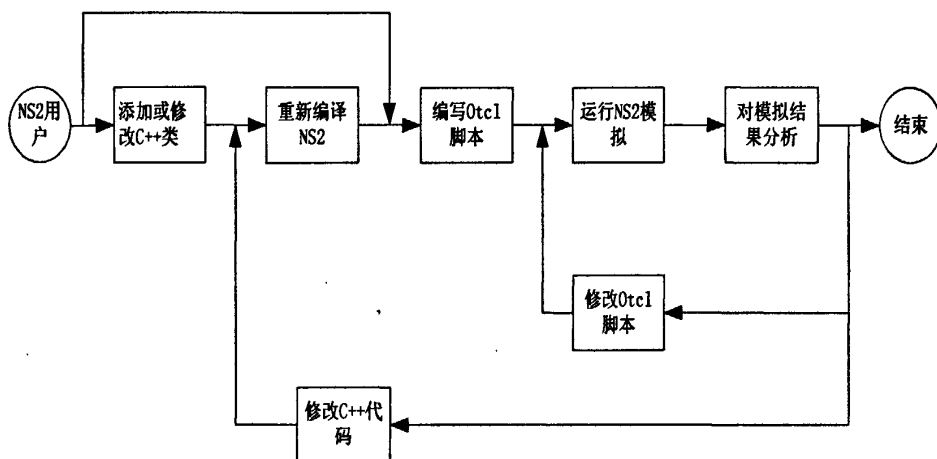 NS2用
户
添加或修
改C++类
重新编译
NS2
编写Otcl
脚本
运行NS2模
拟
对模拟结
果分析
结束
修改Otcl
脚本
修改C++代
码